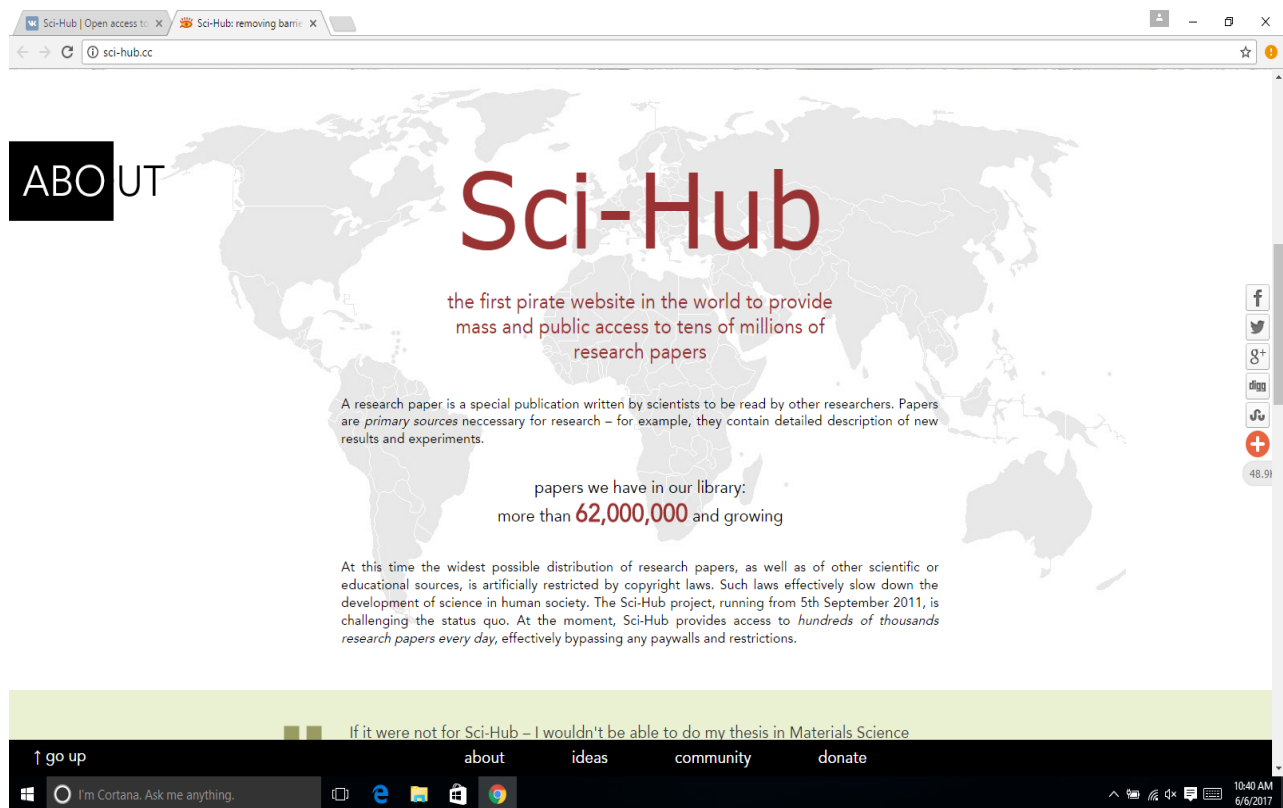 Sci-Hub | Open access to
Sci-Hub: removing barrie
sci-hub.cc
ABOUT
Sci-Hub
the first pirate website in the world to provide
mass and public access to tens of millions of
research papers
A research paper is a special publication written by scientists to be read by other researchers. Papers
are primary sources neccessary for research – for example, they contain detailed description of new
results and experiments.
papers we have in our library:
more than 62,000,000 and growing
At this time the widest possible distribution of research papers, as well as of other scientific or
educational sources, is artificially restricted by copyright laws. Such laws effectively slow down the
development of science in human society. The Sci-Hub project, running from 5th September 2011, is
challenging the status quo. At the moment, Sci-Hub provides access to hundreds of thousands
research papers every day, effectively bypassing any paywalls and restrictions.
f
g+
digg
48.9
If it were not for Sci-Hub – I wouldn't be able to do my thesis in Materials Science
↑ go up about ideas community donate
I'm Cortana. Ask me anything.
10:40 AM
6/6/2017